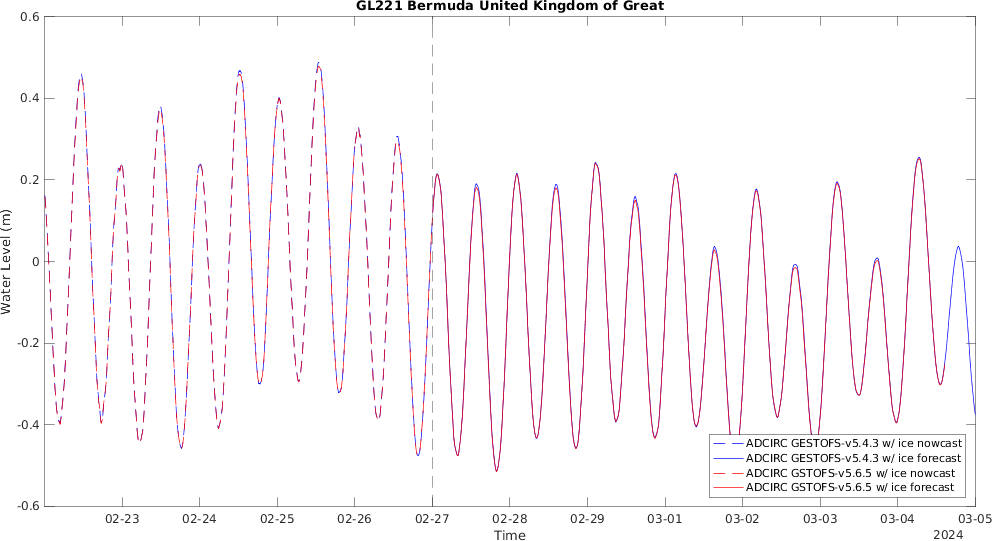 GL221 Bermuda United Kingdom of Great
0.6
0.4
0.2
0
-0.2
-0.4
-0.6
Water Level (m)
ADCIRC GESTOFS-v5.4.3 w/ ice nowcast
ADCIRC GESTOFS-v5.4.3 w/ ice forecast
ADCIRC GSTOFS-v5.6.5 w/ ice nowcast
ADCIRC GSTOFS-v5.6.5 w/ ice forecast
02-23 02-24 02-25 02-26 02-27 02-28 02-29 03-01 03-02 03-03 03-04 03-05
Time
2024